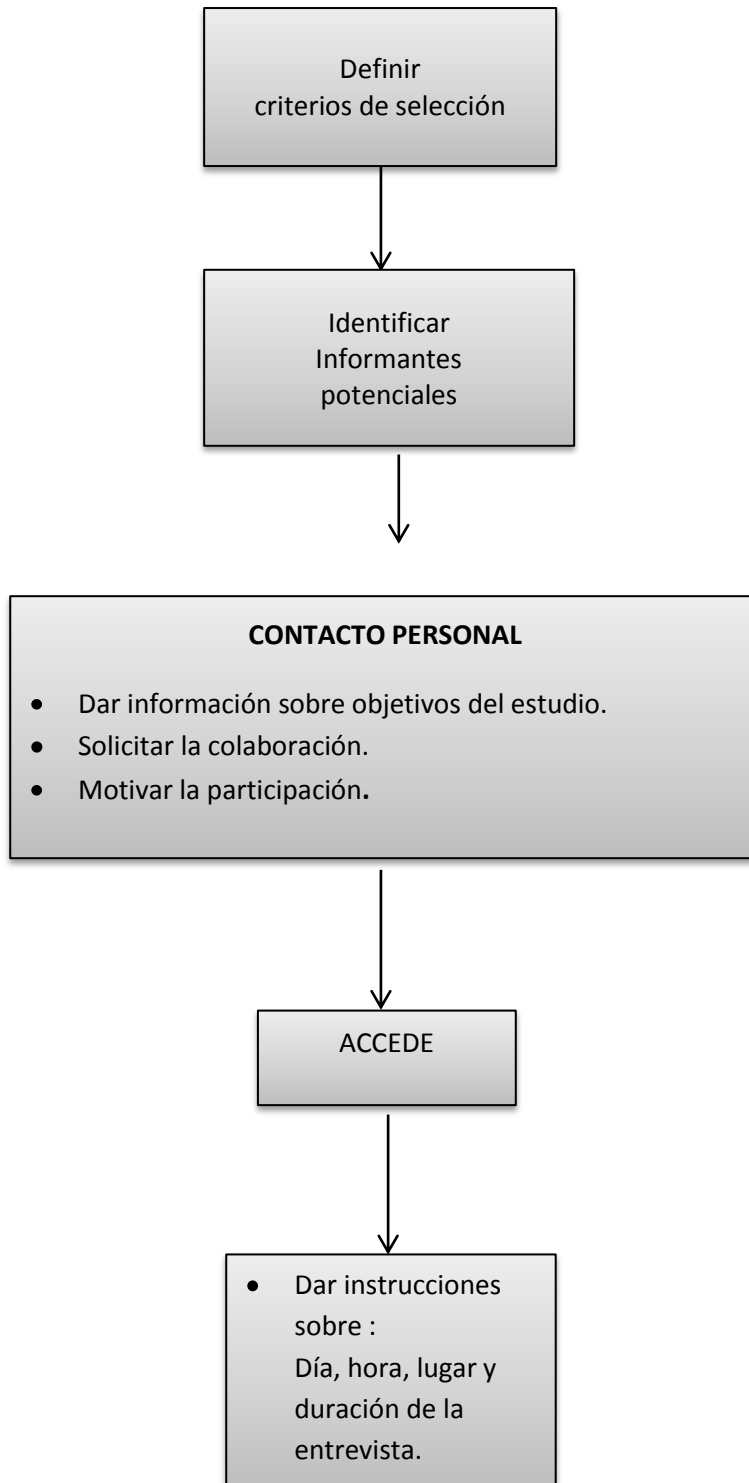 Definir
criterios de selección
Identificar
Informantes
potenciales
CONTACTO PERSONAL
• Dar información sobre objetivos del estudio.
• Solicitar la colaboración.
• Motivar la participación.
ACCEDE
• Dar instrucciones
sobre :
Día, hora, lugar y
duración de la
entrevista.